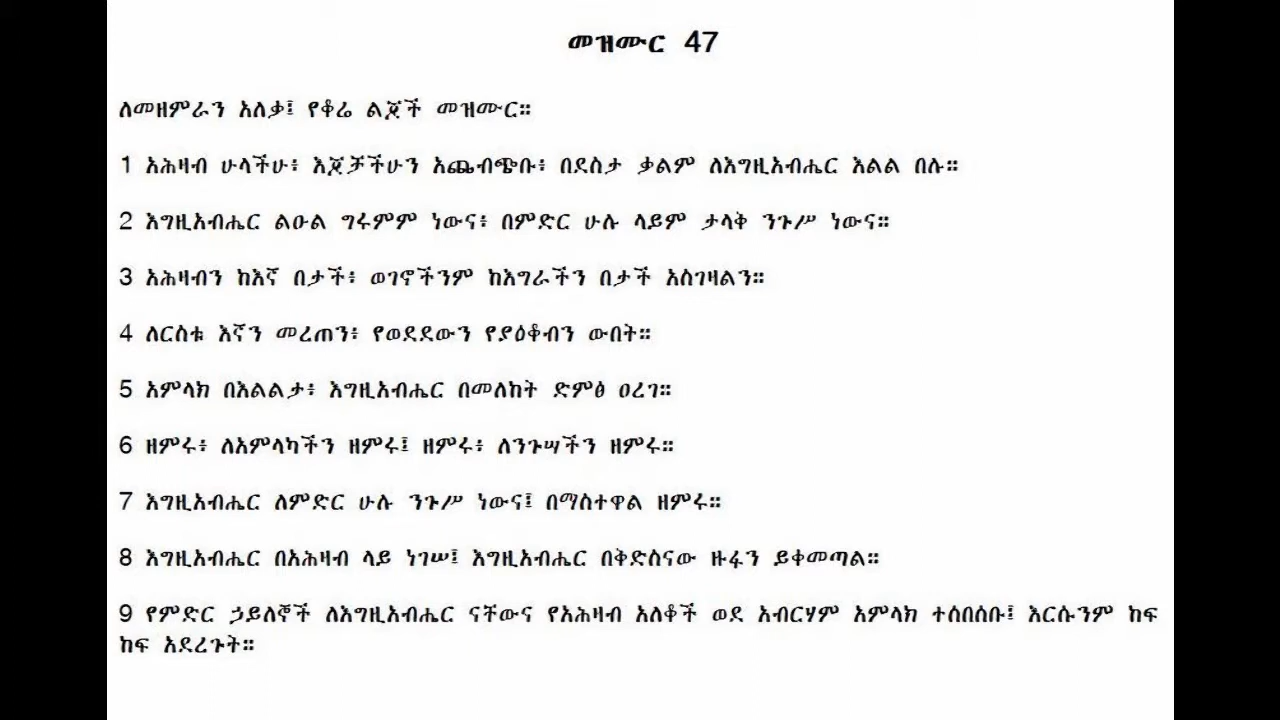 መዝሙር 47
ለመዘምራን አለቃ፤ የቆሬ ልጆች መዝሙር።
1 አሕዛብ ሁላችሁ፥ እጆቻችሁን አጨብጭቡ፥ በደስታ ቃልም ለእግዚአብሔር እልል በሉ።
2 እግዚአብሔር ልዑል ግሩምም ነውና፥ በምድር ሁሉ ላይም ታላቅ ንጉሥ ነውና።
3 አሕዛብን ከእኛ በታች፥ ወገኖችንም ከእግራችን በታች አስገዛልን።
4 ለርስቱ እኛን መረጠን፥ የወደደውን የያዕቆብን ውበት።
5 አምላክ በእልልታ፥ እግዚአብሔር በመለከት ድምፅ ዐረገ።
6 ዘምሩ፥ ለአምላካችን ዘምሩ፤ ዘምሩ፥ ለንጉሣችን ዘምሩ።
7 እግዚአብሔር ለምድር ሁሉ ንጉሥ ነውና፤ በማስተዋል ዘምሩ።
8 እግዚአብሔር በአሕዛብ ላይ ነገሠ፤ እግዚአብሔር በቅድስናው ዙፋን ይቀመጣል።
9 የምድር ኃይለኞች ለእግዚአብሔር ናቸውና የአሕዛብ አለቆች ወደ አብርሃም አምላክ ተሰበሰቡ፤ እርሱንም ከፍ
ከፍ አደረጉት።